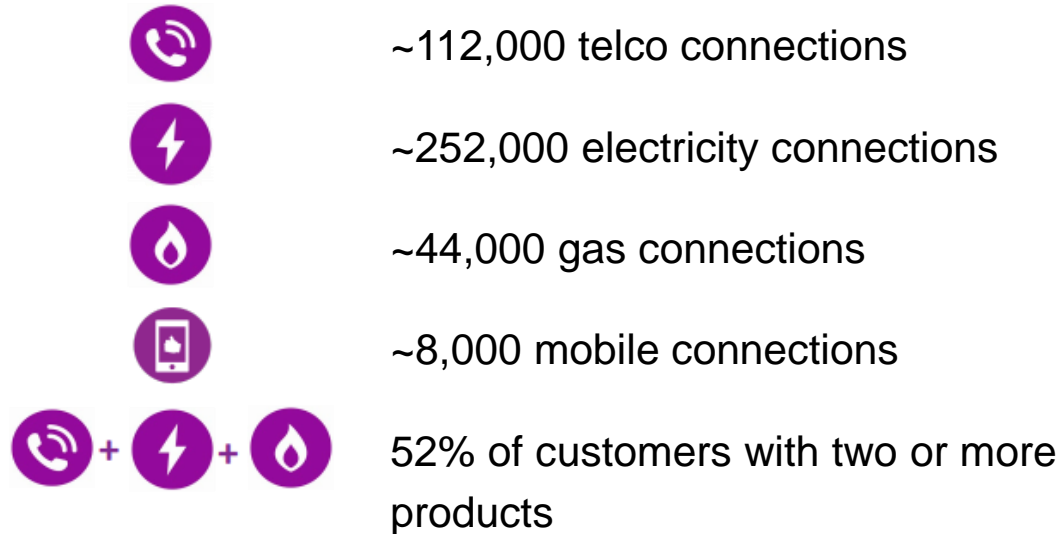 ~112,000 telco connections
~252,000 electricity connections
~44,000 gas connections
~8,000 mobile connections
+ + 52% of customers with two or more
products